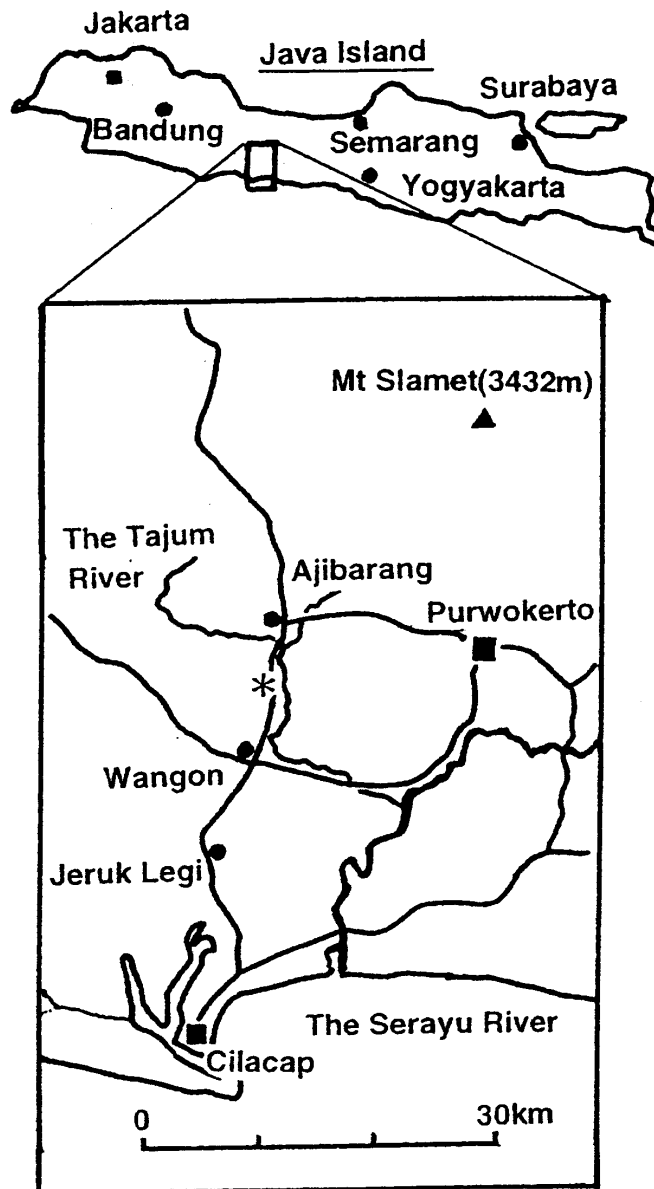 Jakarta
Java Island
Surabaya
Bandung
Semarang
Yogyakarta
Mt Slamet(3432m)
The Tajum
River
Ajibarang
Purwokerto
*
Wangon
Jeruk Legi
The Serayu River
Cilacap
0
30km